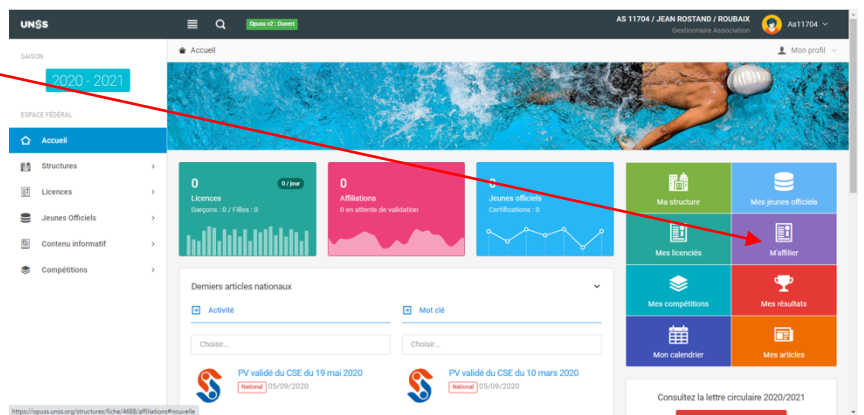 UNSS
Opuss v2 : Ouvert
AS 11704 / JEAN ROSTAND / ROUBAIX
Gestionnaire Association
As11704
SAISON
2020 - 2021
ESPACE FÉDÉRAL
Accueil
Structures
Licences
Jeunes Officiels
Contenu informatif
Compétitions
Accueil
Mon profil
0
0 / jour
Licences
Garçons : 0 / Filles : 0
0
Affiliations
0 en attente de validation
0
Jeunes officiels
Certifications : 0
Ma structure
Mes jeunes officiels
Mes licenciés
M'affilier
Mes compétitions
Mes résultats
Mon calendrier
Mes articles
Derniers articles nationaux
Activité
Mot clé
Choisir...
Choisir...
PV validé du CSE du 19 mai 2020
National 05/09/2020
PV validé du CSE du 10 mars 2020
National 05/09/2020
Consultez la lettre circulaire 2020/2021
https://opuss.unss.org/structures/fiche/4688/affiliations#nouvelle